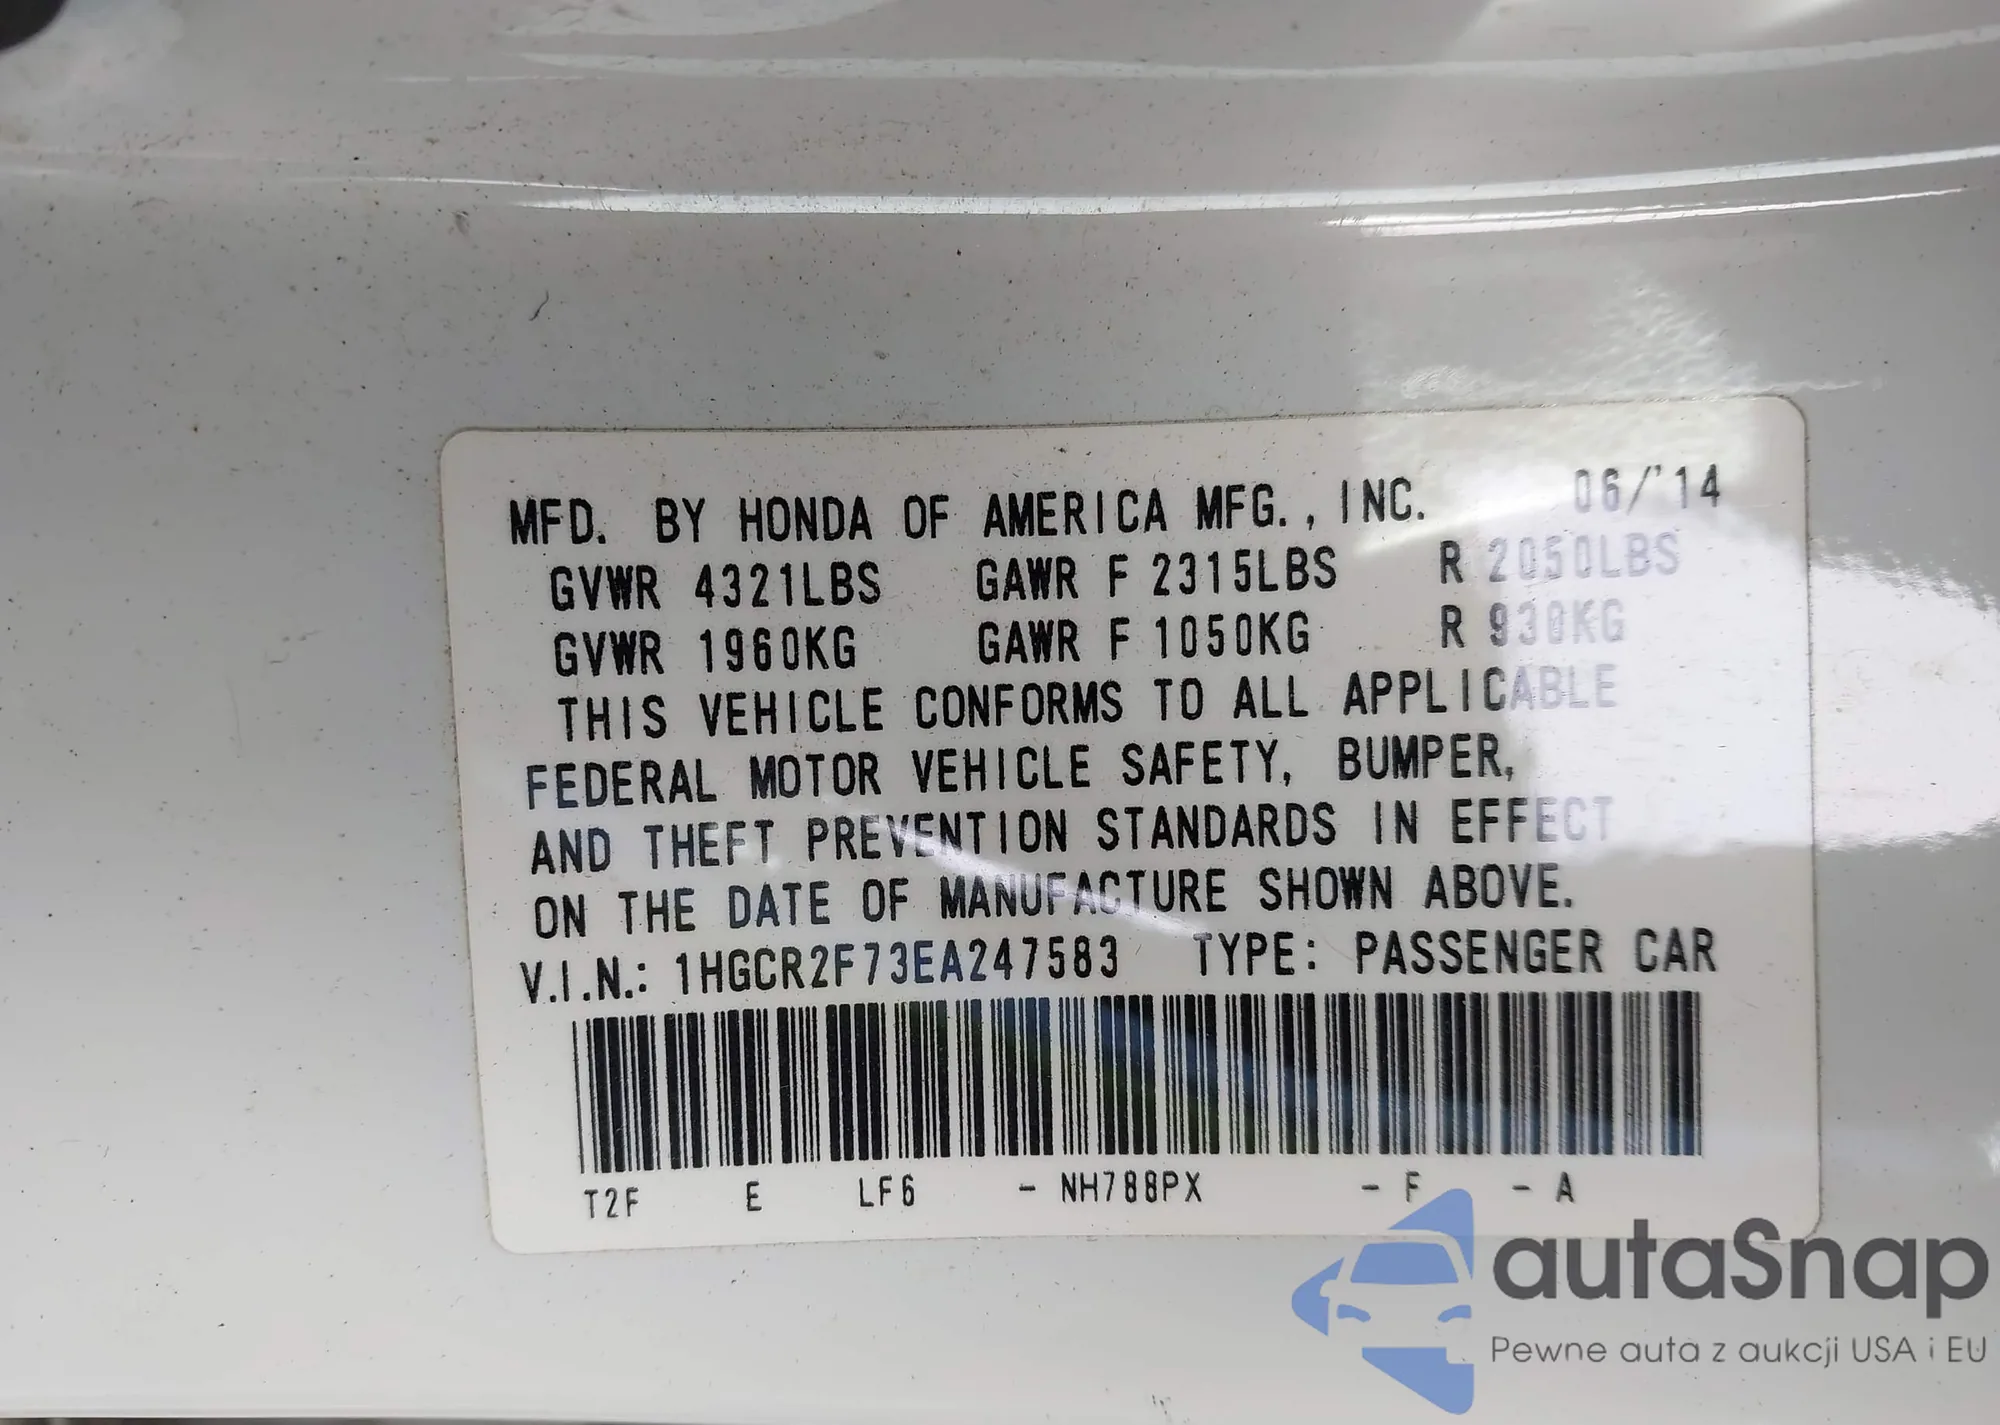 MFD. BY HONDA OF AMERICA MFG., INC. 06/'14
GVWR 4321LBS GAWR F 2315LBS R 2050LBS
GVWR 1960KG GAWR F 1050KG R 930KG
THIS VEHICLE CONFORMS TO ALL APPLICABLE
FEDERAL MOTOR VEHICLE SAFETY, BUMPER,
AND THEFT PREVENTION STANDARDS IN EFFECT
ON THE DATE OF MANUFACTURE SHOWN ABOVE.
V.I.N.: 1HGCR2F73EA247583 TYPE: PASSENGER CAR
T2F E LF6 - NH788PX - F - A
autaSnap
Pewne auta z aukcji USA i EU